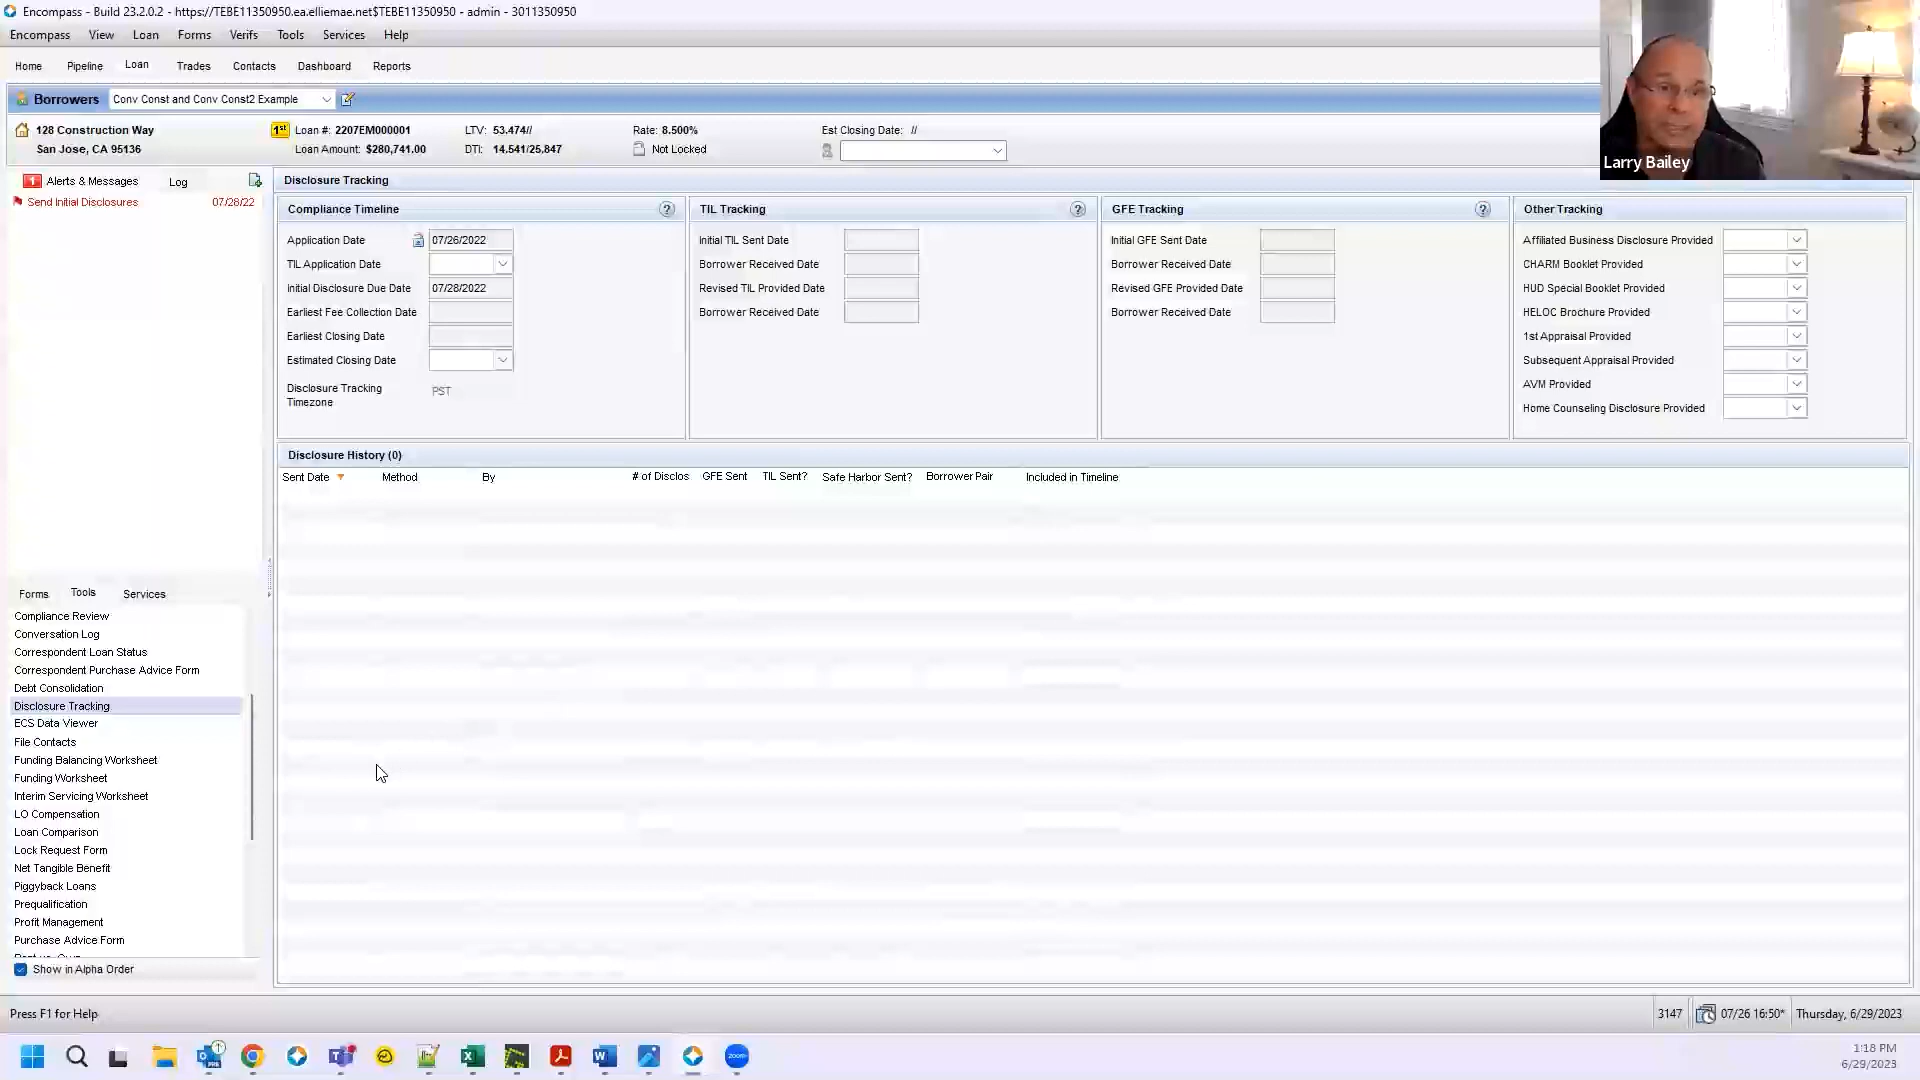 Encompass - Build 23.2.0.2 - https://TEBE11350950.ea.elliemae.net$TEBE11350950 - admin - 3011350950
Encompass View Loan Forms Verifs Tools Services Help
Home Pipeline Loan Trades Contacts Dashboard Reports
Borrowers Conv Const and Conv Const2 Example
128 Construction Way 1st Loan #: 2207EM000001 LTV: 53.474// Rate: 8.500% Est Closing Date: //
San Jose, CA 95136 Loan Amount: $280,741.00 DTI: 14.541/25,847 Not Locked
Larry Bailey
1 Alerts & Messages Log
Send Initial Disclosures 07/28/22
Disclosure Tracking
Compliance Timeline ?
Application Date 07/26/2022
TIL Application Date
Initial Disclosure Due Date 07/28/2022
Earliest Fee Collection Date
Earliest Closing Date
Estimated Closing Date
Disclosure Tracking
Timezone PST
TIL Tracking ?
Initial TIL Sent Date
Borrower Received Date
Revised TIL Provided Date
Borrower Received Date
GFE Tracking ?
Initial GFE Sent Date
Borrower Received Date
Revised GFE Provided Date
Borrower Received Date
Other Tracking
Affiliated Business Disclosure Provided
CHARM Booklet Provided
HUD Special Booklet Provided
HELOC Brochure Provided
1st Appraisal Provided
Subsequent Appraisal Provided
AVM Provided
Home Counseling Disclosure Provided
Disclosure History (0)
Sent Date Method By # of Disclos GFE Sent TIL Sent? Safe Harbor Sent? Borrower Pair Included in Timeline
Forms Tools Services
Compliance Review
Conversation Log
Correspondent Loan Status
Correspondent Purchase Advice Form
Debt Consolidation
Disclosure Tracking
ECS Data Viewer
File Contacts
Funding Balancing Worksheet
Funding Worksheet
Interim Servicing Worksheet
LO Compensation
Loan Comparison
Lock Request Form
Net Tangible Benefit
Piggyback Loans
Prequalification
Profit Management
Purchase Advice Form
Show in Alpha Order
Press F1 for Help 3147 07/26 16:50* Thursday, 6/29/2023
zoom
1:18 PM
6/29/2023